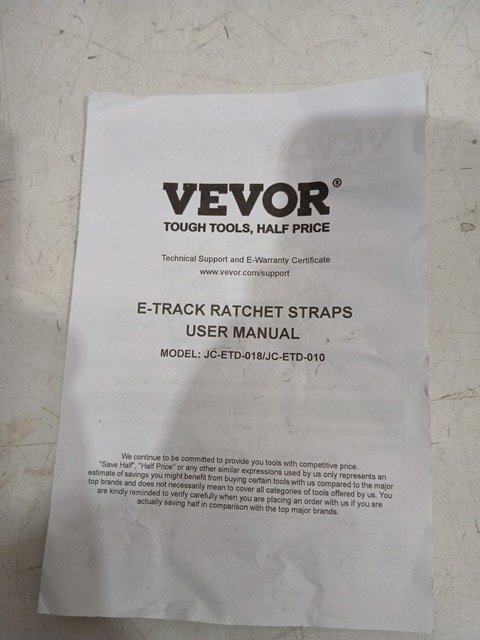 VEVOR®
TOUGH TOOLS, HALF PRICE
Technical Support and E-Warranty Certificate
www.vevor.com/support
E-TRACK RATCHET STRAPS
USER MANUAL
MODEL: JC-ETD-018/JC-ETD-010
We continue to be committed to provide you tools with competitive price.
"Save Half", "Half Price" or any other similar expressions used by us only represents an
estimate of savings you might benefit from buying certain tools with us compared to the major
top brands and does not necessarily mean to cover all categories of tools offered by us. You
are kindly reminded to verify carefully when you are placing an order with us if you are
actually saving half in comparison with the top major brands.